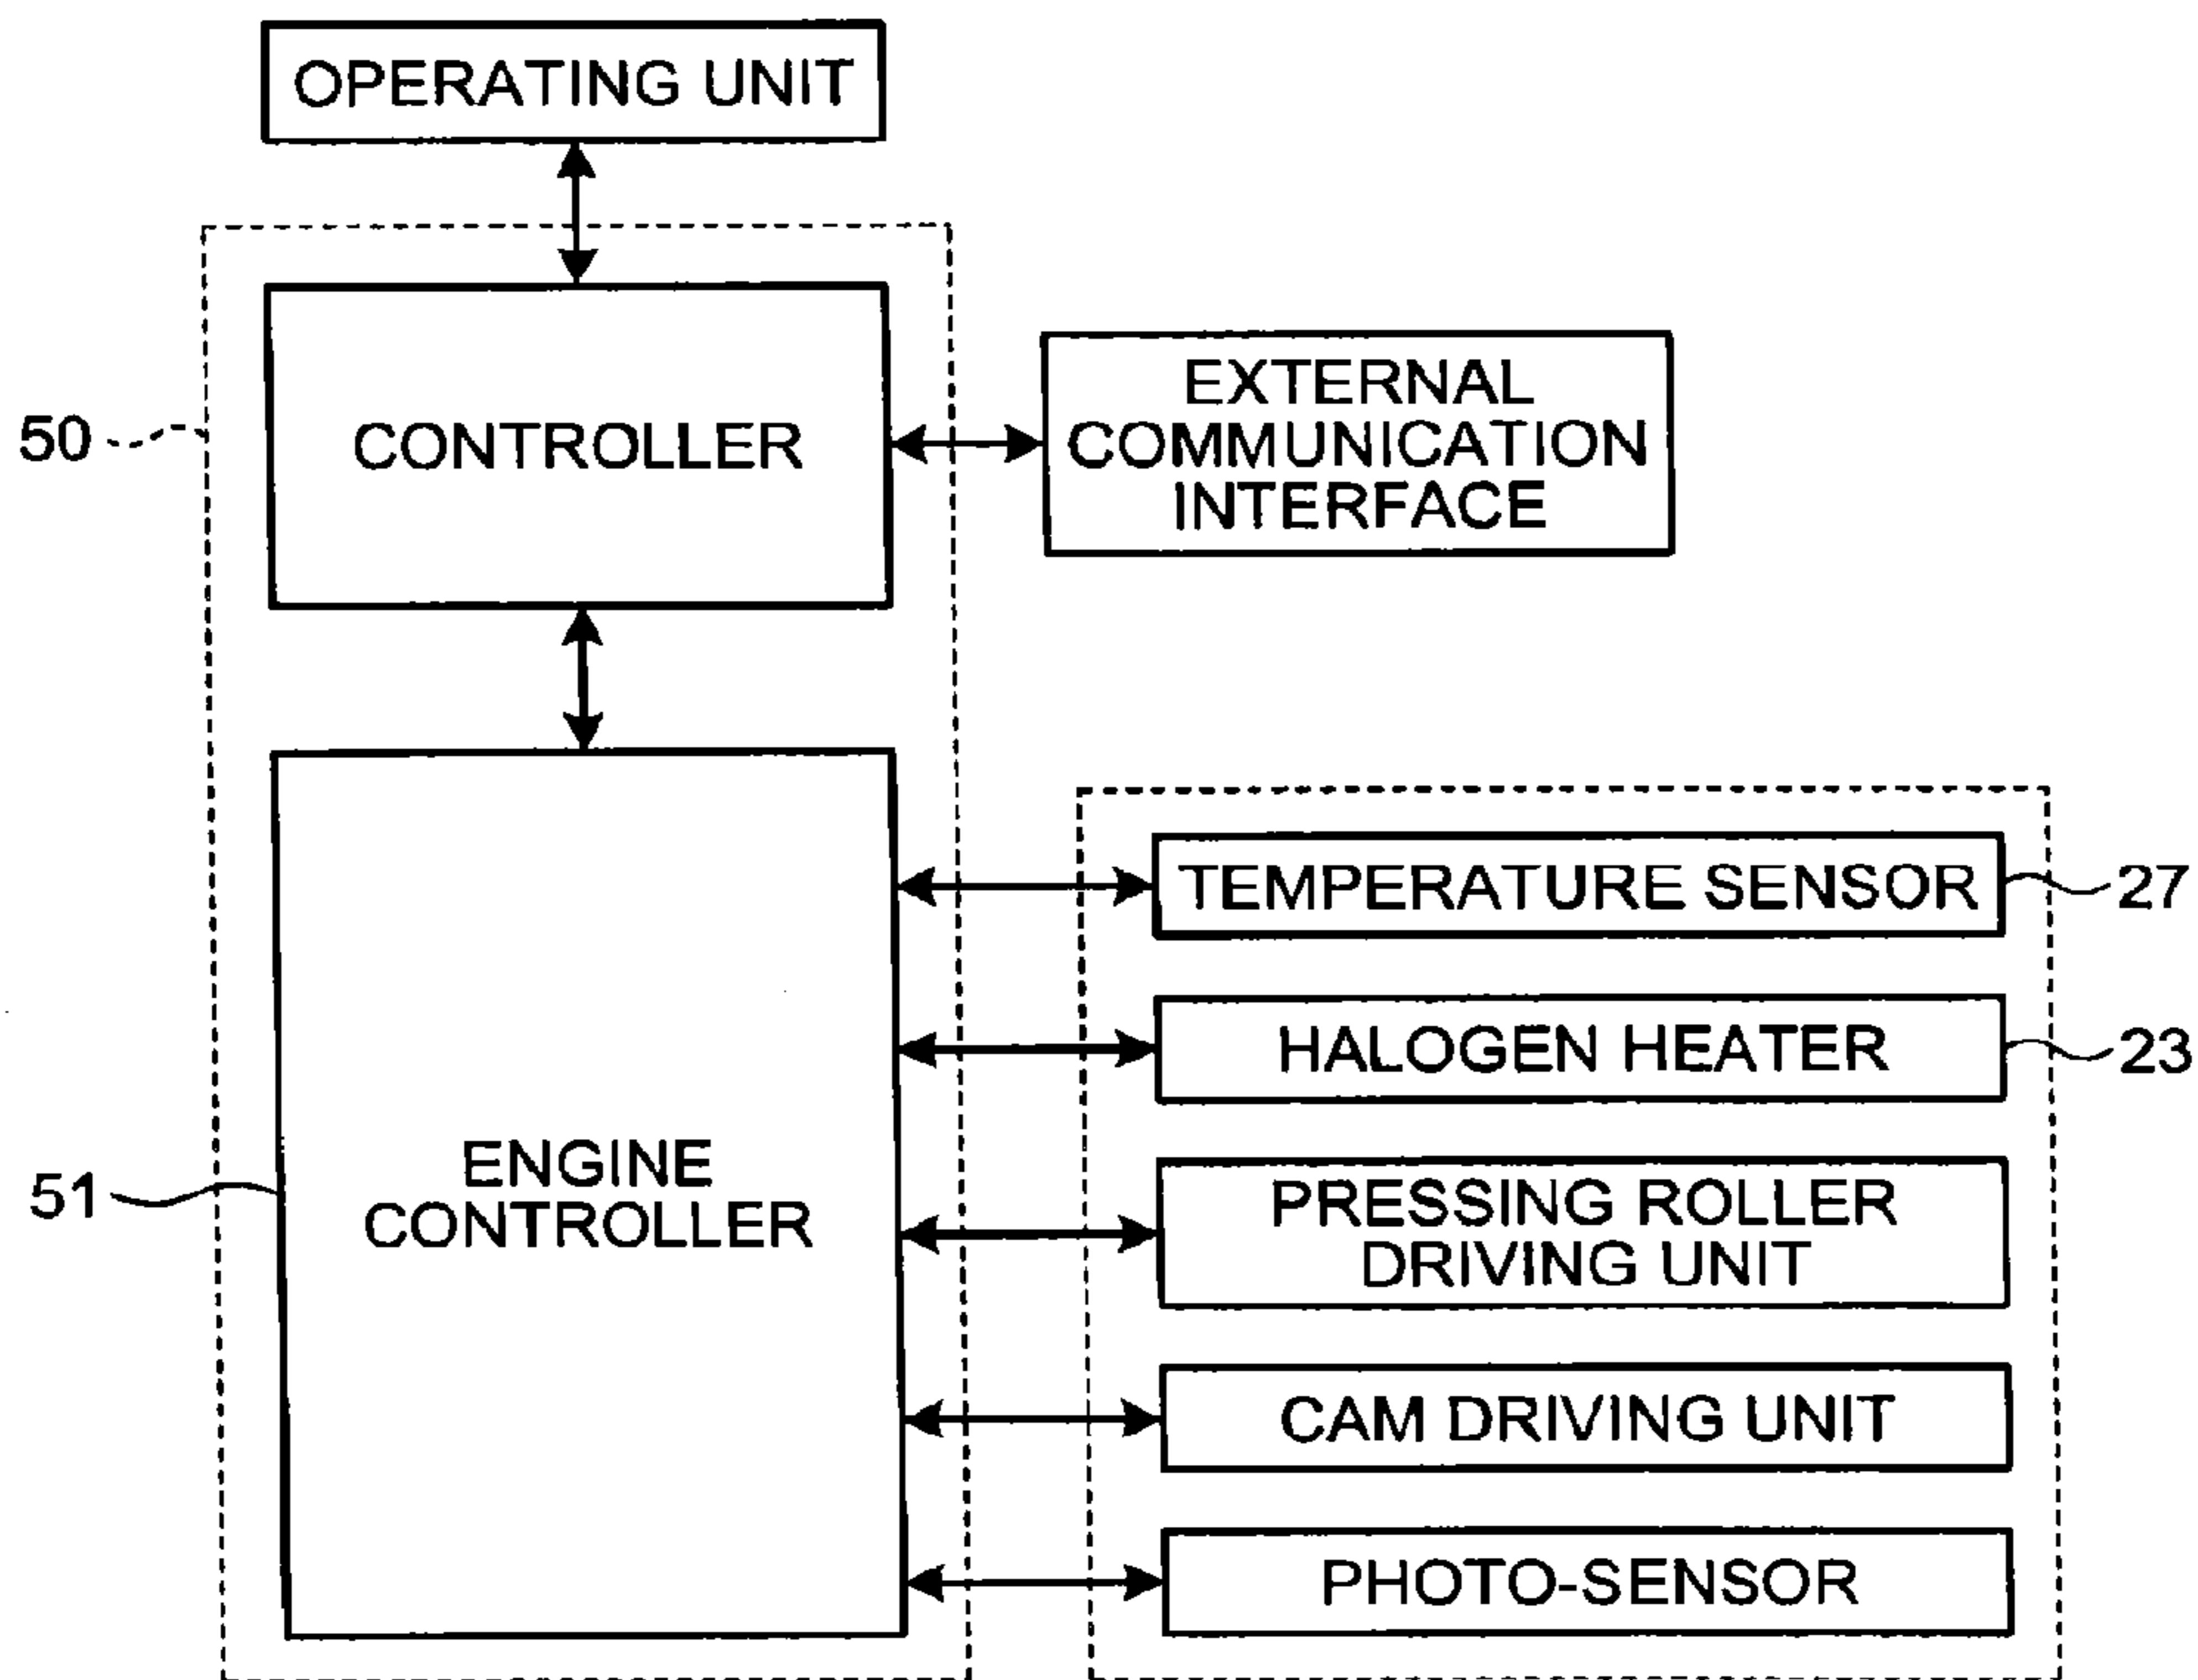 OPERATING UNIT
50
CONTROLLER
EXTERNAL
COMMUNICATION
INTERFACE
TEMPERATURE SENSOR
27
HALOGEN HEATER
23
51
ENGINE
CONTROLLER
PRESSING ROLLER
DRIVING UNIT
CAM DRIVING UNIT
PHOTO-SENSOR